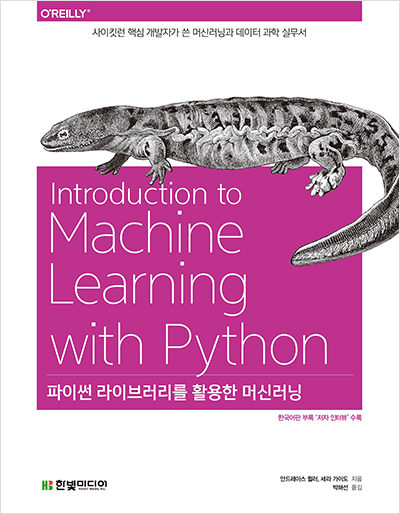 O'REILLY®
사이킷런 핵심 개발자가 쓴 머신러닝과 데이터 과학 실무서
Introduction to
Machine
Learning
with Python
파이썬 라이브러리를 활용한 머신러닝
한국어판 부록 "저자 인터뷰" 수록
HB 한빛미디어
안드레아스 뮐러, 세라 가이도 지음
박해선 옮김